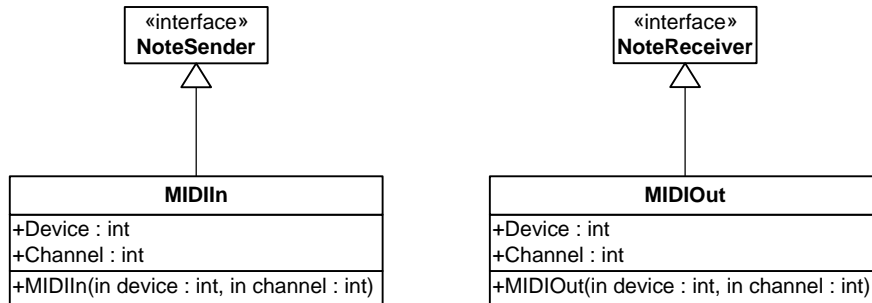 «interface»
NoteSender
«interface»
NoteReceiver
MIDIIn
+Device : int
+Channel : int
+MIDIIn(in device : int, in channel : int)
MIDIOut
+Device : int
+Channel : int
+MIDIOut(in device : int, in channel : int)